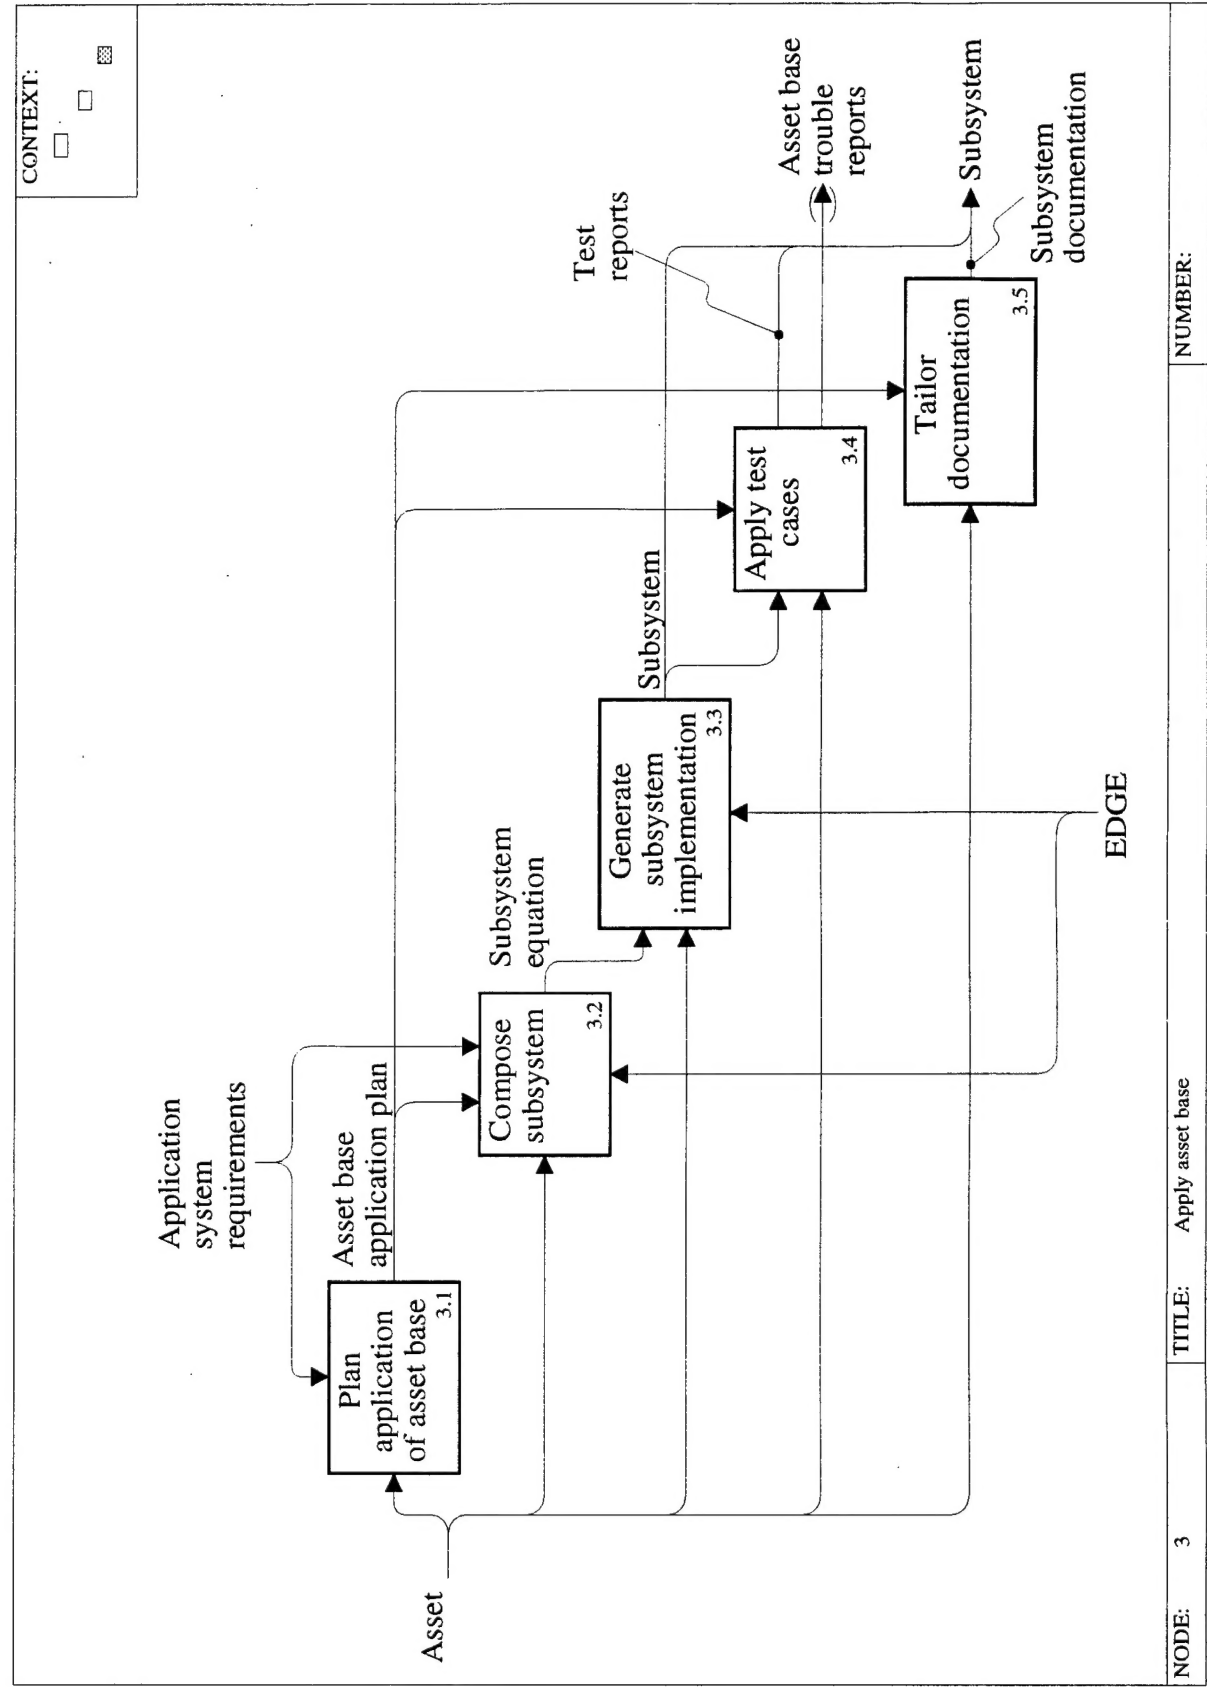 CONTEXT:
Application
system
requirements
Asset base
application plan
Plan
application
of asset base
3.1
Asset
Compose
subsystem
3.2
Subsystem
equation
Generate
subsystem
implementation
3.3
Subsystem
Apply test
cases
3.4
Test
reports
Asset base
trouble
reports
Tailor
documentation
3.5
Subsystem
Subsystem
documentation
EDGE
NODE: 3
TITLE: Apply asset base
NUMBER: